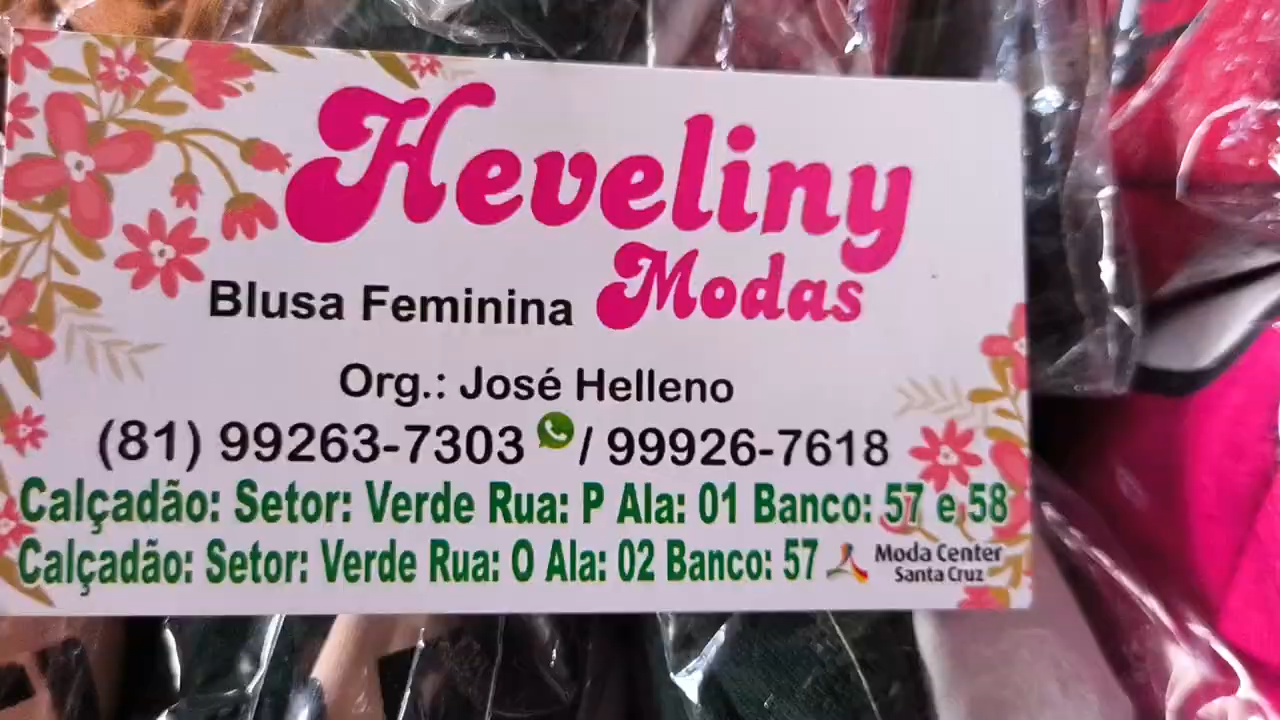 Heveliny
Blusa Feminina Modas
Org.: José Helleno
(81) 99263-7303 / 99926-7618
Calçadão: Setor: Verde Rua: P Ala: 01 Banco: 57 e 58
Calçadão: Setor: Verde Rua: O Ala: 02 Banco: 57
Moda Center
Santa Cruz